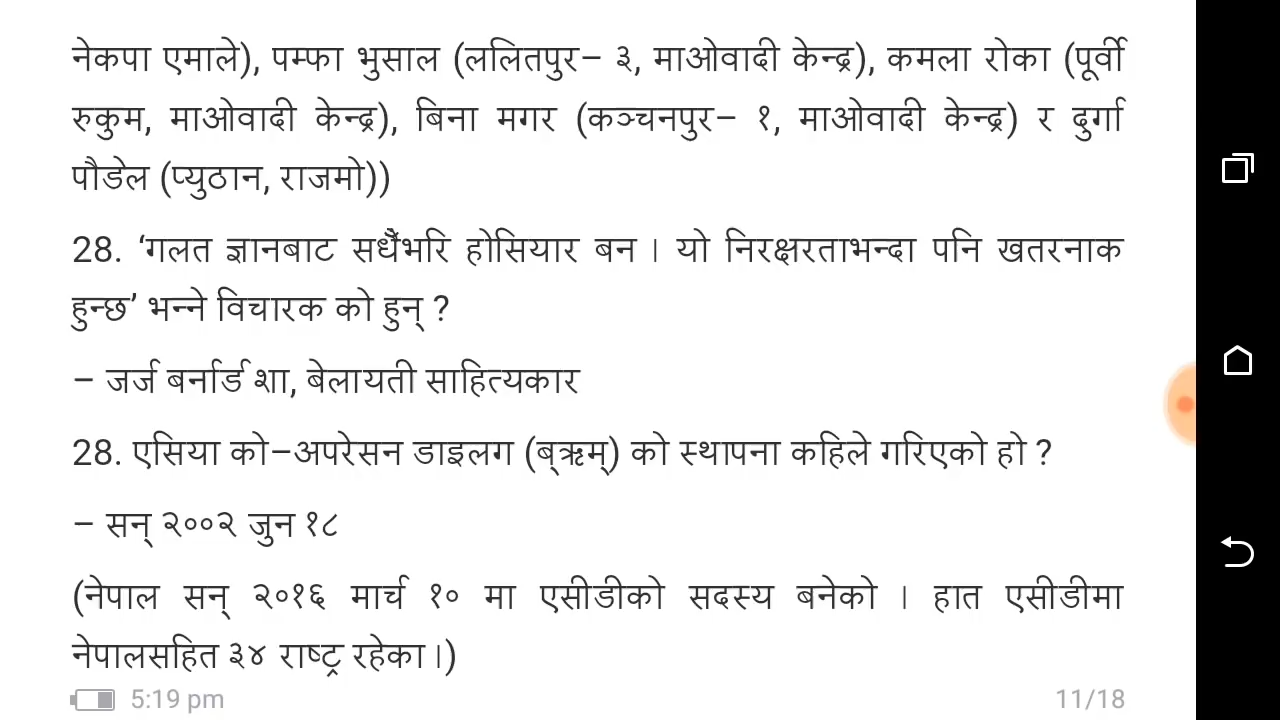 नेकपा एमाले), पम्फा भुसाल (ललितपुर– ३, माओवादी केन्द्र), कमला रोका (पूर्वी
रुकुम, माओवादी केन्द्र), बिना मगर (कञ्चनपुर– १, माओवादी केन्द्र) र दुर्गा
पौडेल (प्युठान, राजमो))
28. ‘गलत ज्ञानबाट सधैँभरि होसियार बन । यो निरक्षरताभन्दा पनि खतरनाक
हुन्छ’ भन्ने विचारक को हुन् ?
– जर्ज बर्नार्ड शा, बेलायती साहित्यकार
28. एसिया को–अपरेसन डाइलग (ब्ऋम्) को स्थापना कहिले गरिएको हो ?
– सन् २००२ जुन १८
(नेपाल सन् २०१६ मार्च १० मा एसीडीको सदस्य बनेको । हात एसीडीमा
नेपालसहित ३४ राष्ट्र रहेका ।)
5:19 pm 11/18